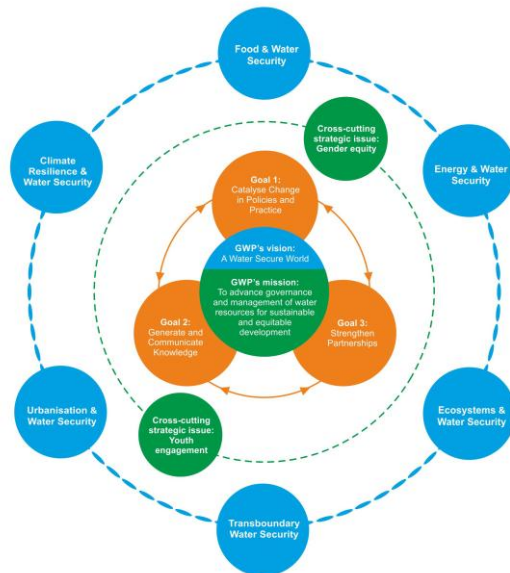 Food & Water
Security
Cross-cutting
strategic issue:
Gender equity
Climate
Resilience &
Water Security
Energy & Water
Security
Goal 1:
Catalyse Change
in Policies and
Practice
GWP's vision:
A Water Secure World
GWP's mission:
To advance governance
and management of water
resources for sustainable
and equitable
development
Goal 2:
Generate and
Communicate
Knowledge
Goal 3:
Strengthen
Partnerships
Urbanisation &
Water Security
Cross-cutting
strategic issue:
Youth
engagement
Ecosystems &
Water Security
Transboundary
Water Security